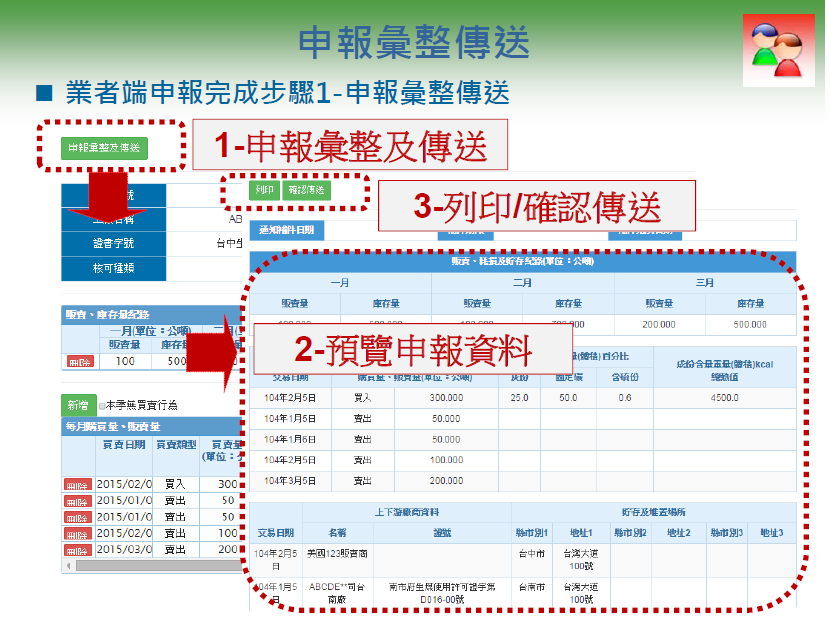 申報彙整傳送
■ 業者端申報完成步驟1-申報彙整傳送
申報彙整及傳送
1-申報彙整及傳送
列印 確認傳送
3-列印/確認傳送
號
AB
證書字號 台中生
核可種類
通知補件日期
販賣、耗損及貯存紀錄(單位：公噸)
一月 二月 三月
販賣量 庫存量 販賣量 庫存量 販賣量 庫存量
200.000 500.000
販賣、庫存量紀錄
一月(單位：公噸)
販賣量 庫存
刪除 100 500
2-預覽申報資料
成份含量重量(體積)kcal
總熱值
交易日期 購買量、販賣量(單位：公噸) 灰份 固定碳 含硫份
104年2月5日 買入 300.000 25.0 50.0 0.6 4500.0
104年1月5日 賣出 50.000
104年1月6日 賣出 50.000
104年2月5日 賣出 100.000
104年3月5日 賣出 200.000
新增 本季無買賣行為
每月購買量、販賣量
買賣日期 買賣類型 買賣量
(單位：
刪除 2015/02/0 買入 300
刪除 2015/01/0 賣出 50
刪除 2015/01/0 賣出 50
刪除 2015/02/0 賣出 100
刪除 2015/03/0 賣出 200
上下游廠商資料 貯存及堆置場所
交易日期 名稱 證號 縣市別1 地址1 縣市別2 地址2 縣市別3 地址3
104年2月5日 美國123販賣商 台中市 台灣大道100號
104年1月5日 ABCDE**司台南廠 南市府生煤使用許可證字第D016-00號 台南市 台灣大道100號